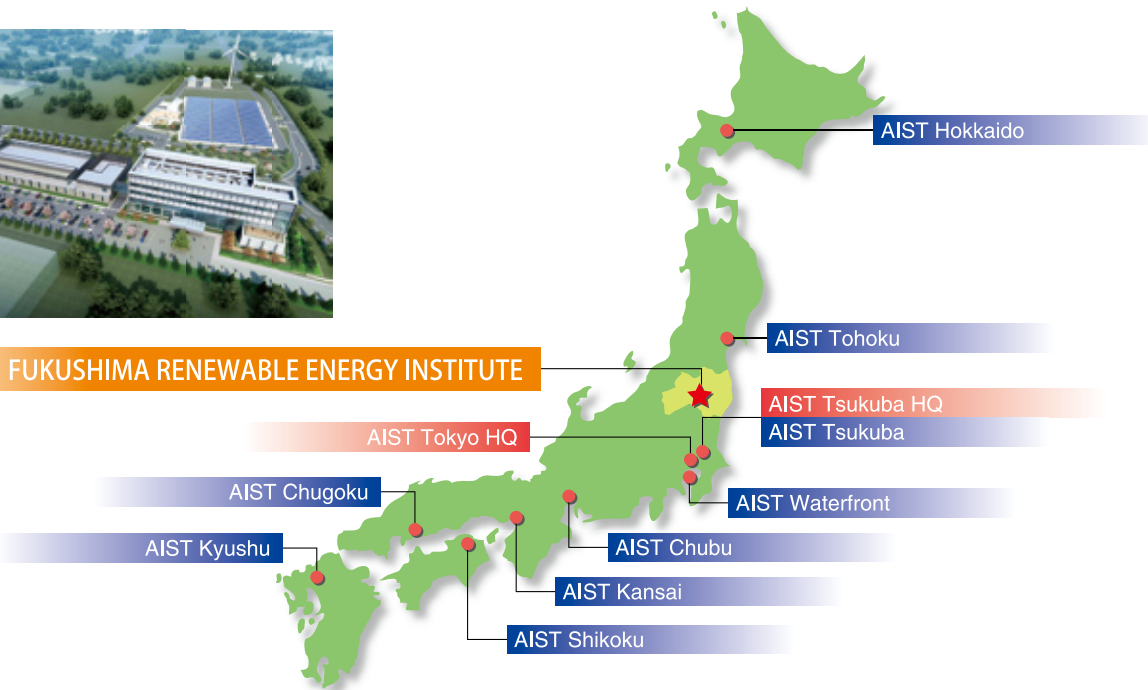 AIST Hokkaido
AIST Tohoku
FUKUSHIMA RENEWABLE ENERGY INSTITUTE
AIST Tsukuba HQ
AIST Tsukuba
AIST Tokyo HQ
AIST Chugoku
AIST Waterfront
AIST Kyushu
AIST Chubu
AIST Kansai
AIST Shikoku